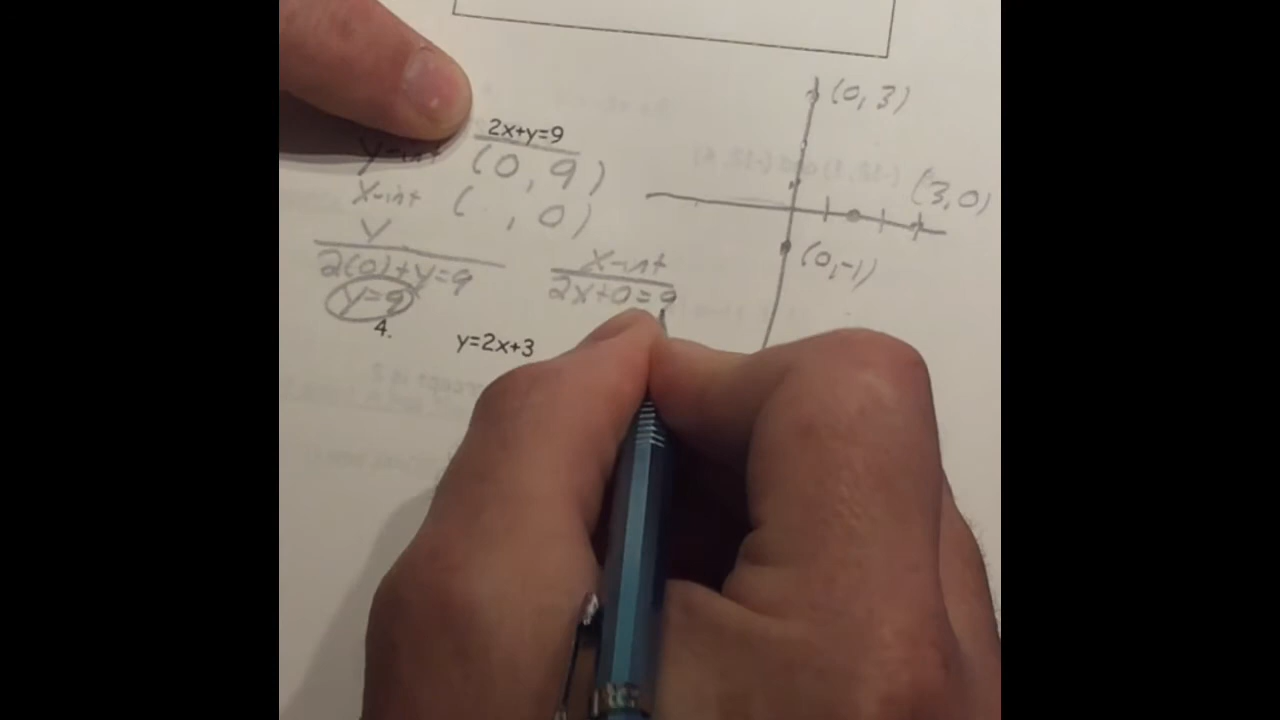 2x+y=9
y-int (0, 9)
x-int ( , 0)
y
2(0)+y=9
y=9
x-int
2x+0=9
4. y=2x+3
(0, 3)
(3, 0)
(0, -1)